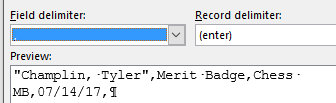 Field delimiter: Record delimiter:
, (enter)
Preview:
"Champlin,·Tyler",Merit·Badge,Chess·
MB,07/14/17,¶